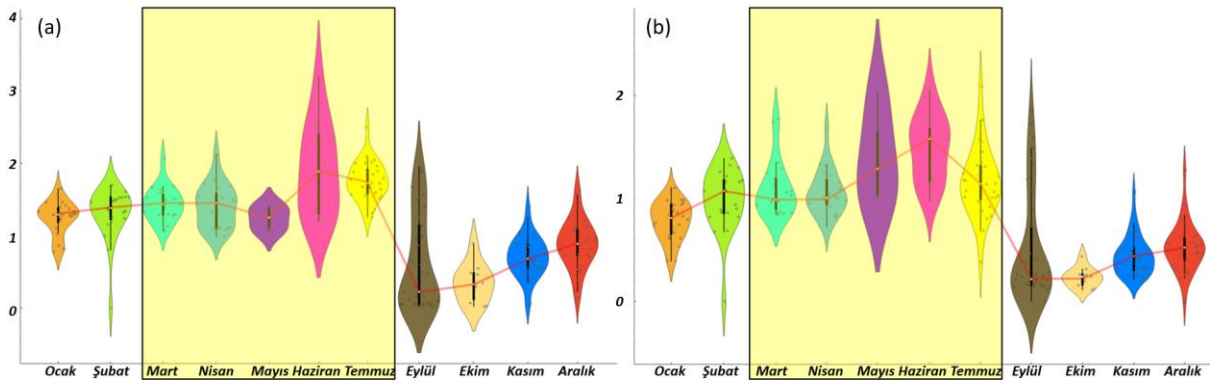 (a)
4
3
2
1
0
Ocak Şubat Mart Nisan Mayıs Haziran Temmuz Eylül Ekim Kasım Aralık
(b)
2
1
0
Ocak Şubat Mart Nisan Mayıs Haziran Temmuz Eylül Ekim Kasım Aralık